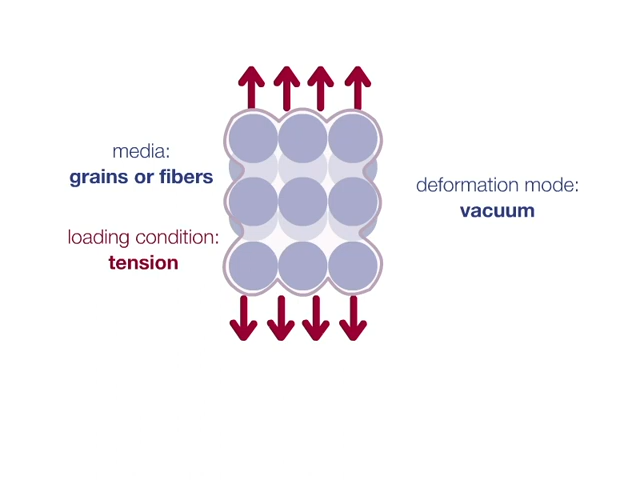 media:
grains or fibers
loading condition:
tension
deformation mode:
vacuum